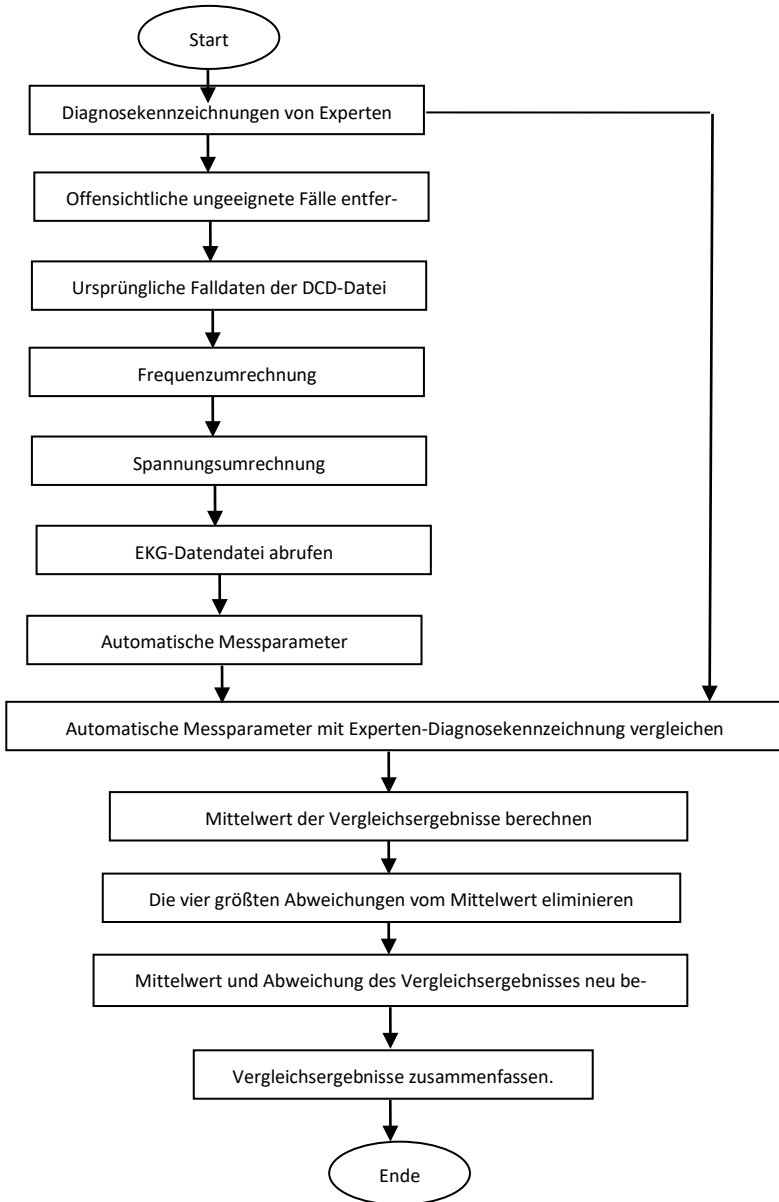 Start
Diagnosekennzeichnungen von Experten
Offensichtliche ungeeignete Fälle entfer-
Ursprüngliche Falldaten der DCD-Datei
Frequenzumrechnung
Spannungsumrechnung
EKG-Datendatei abrufen
Automatische Messparameter
Automatische Messparameter mit Experten-Diagnosekennzeichnung vergleichen
Mittelwert der Vergleichsergebnisse berechnen
Die vier größten Abweichungen vom Mittelwert eliminieren
Mittelwert und Abweichung des Vergleichsergebnisses neu be-
Vergleichsergebnisse zusammenfassen.
Ende